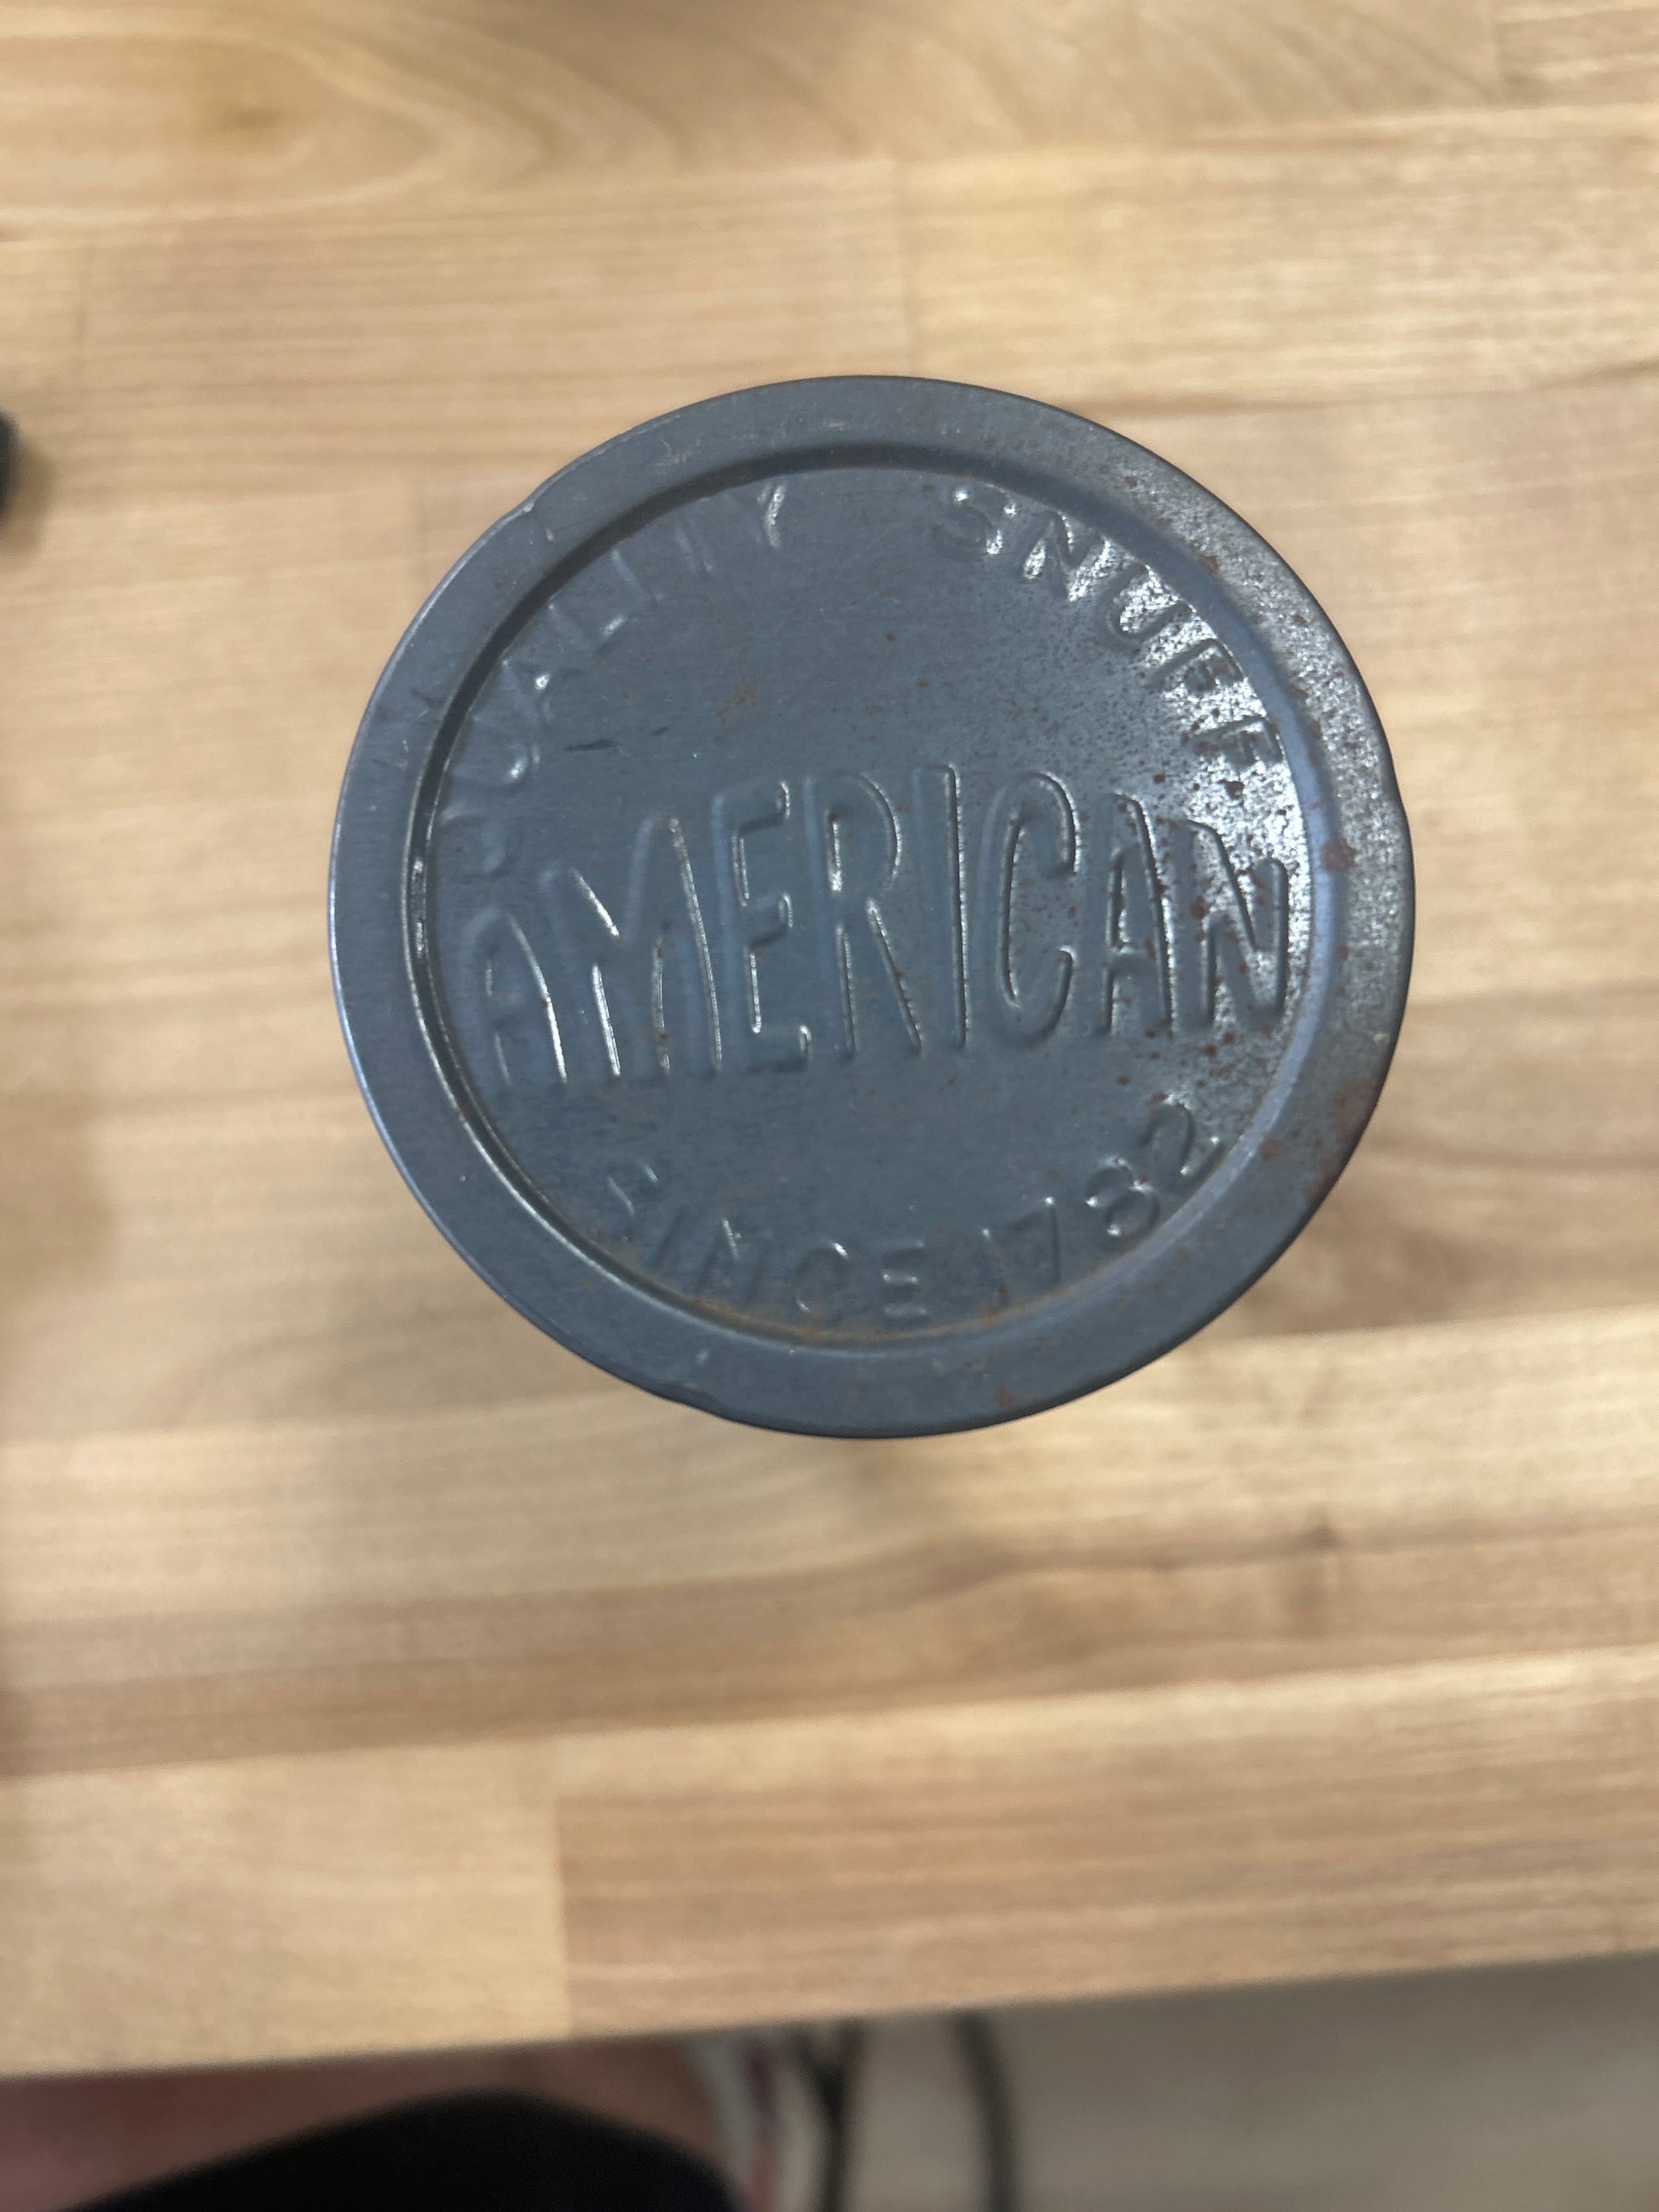 QUALITY SNUFF
AMERICAN
SINCE 1782